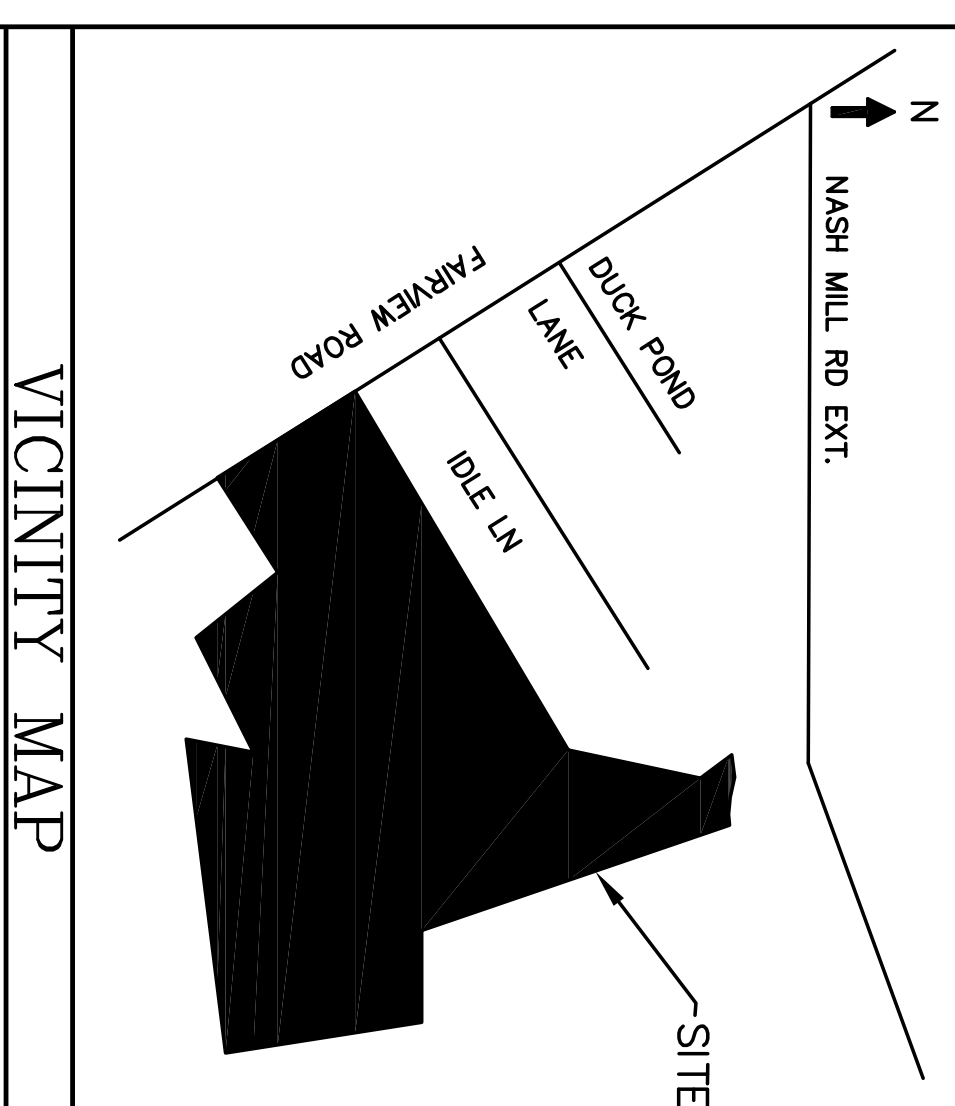 N
NASH MILL RD EXT.
DUCK POND
LANE
FAIRVIEW ROAD
IDLE LN
SITE
VICINITY MAP